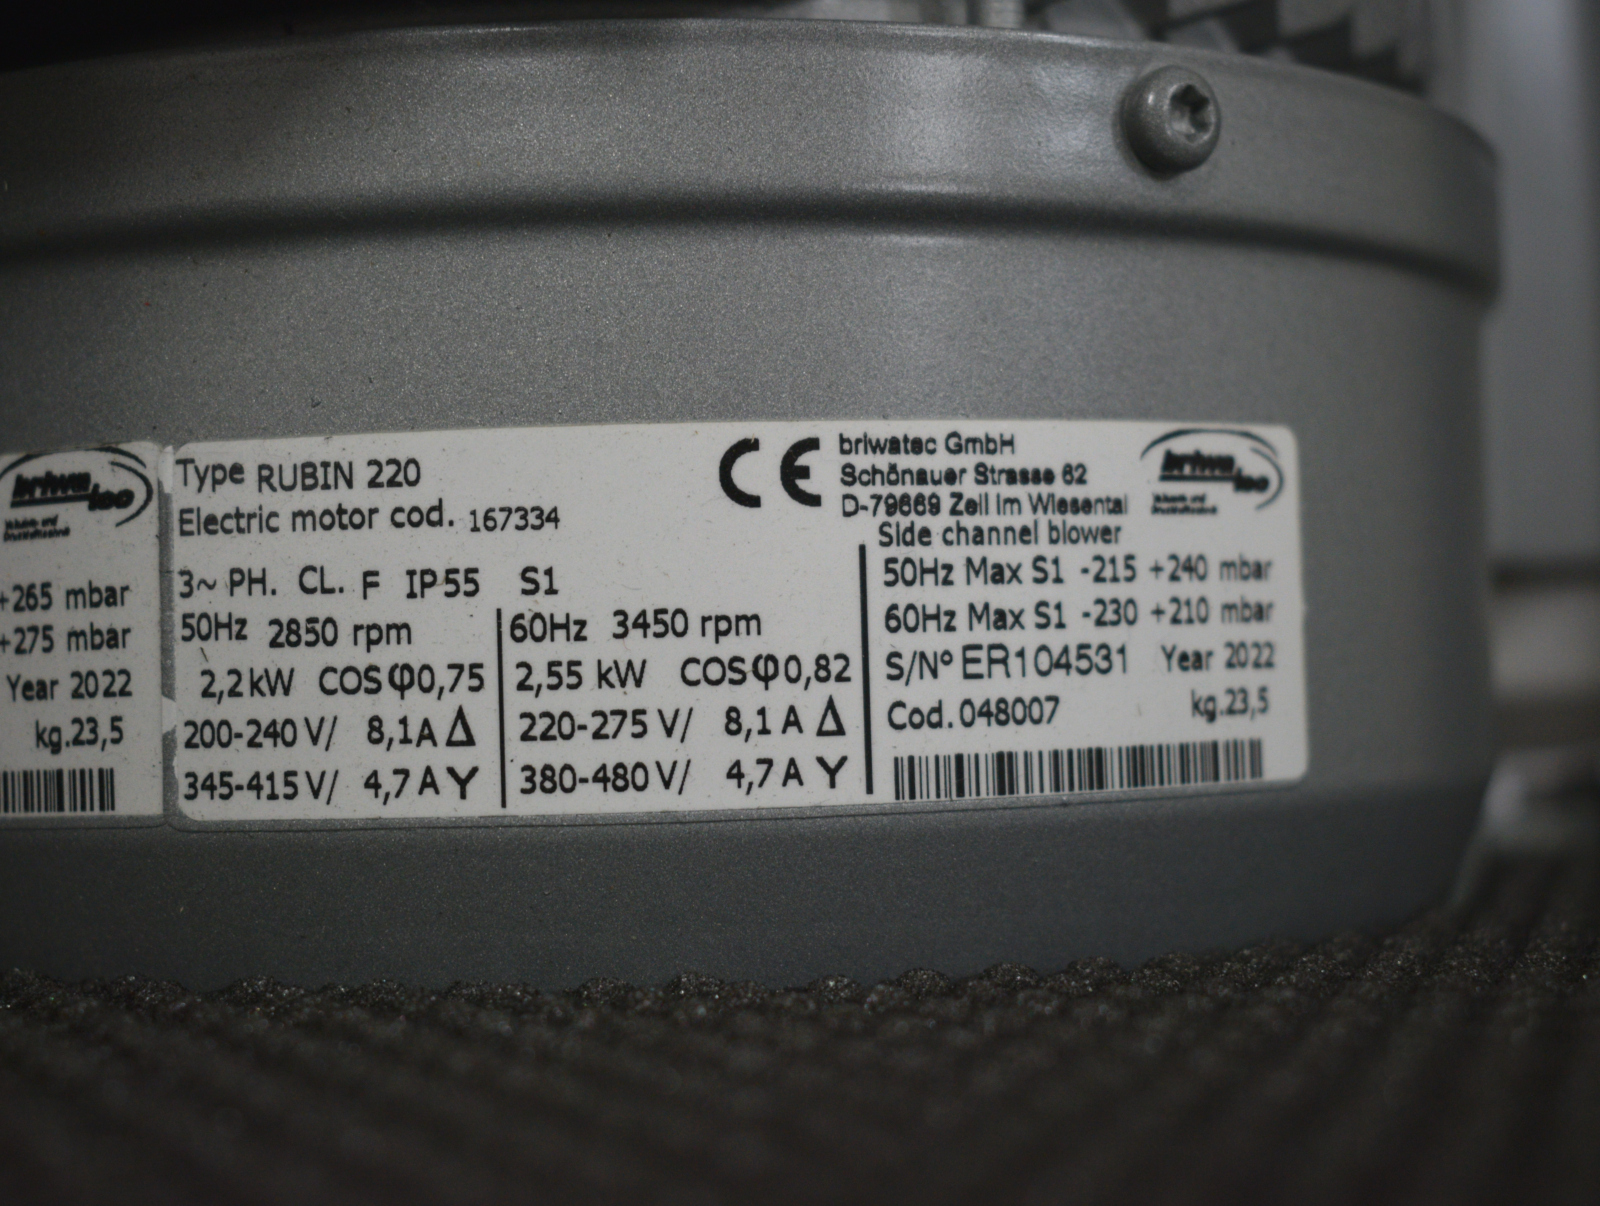 +265 mbar
+275 mbar
Year 2022
kg.23,5
Type RUBIN 220
Electric motor cod. 167334
3~ PH. CL. F IP55 S1
50Hz 2850 rpm
2,2kW COSφ0,75
200-240 V/ 8,1A Δ
345-415 V/ 4,7 A Y
60Hz 3450 rpm
2,55 kW COSφ0,82
220-275 V/ 8,1 A Δ
380-480 V/ 4,7 A Y
CE
briwatec GmbH
Schönauer Strasse 62
D-79669 Zell im Wiesental
Side channel blower
50Hz Max S1 -215 +240 mbar
60Hz Max S1 -230 +210 mbar
S/N° ER104531 Year 2022
Cod. 048007 kg.23,5